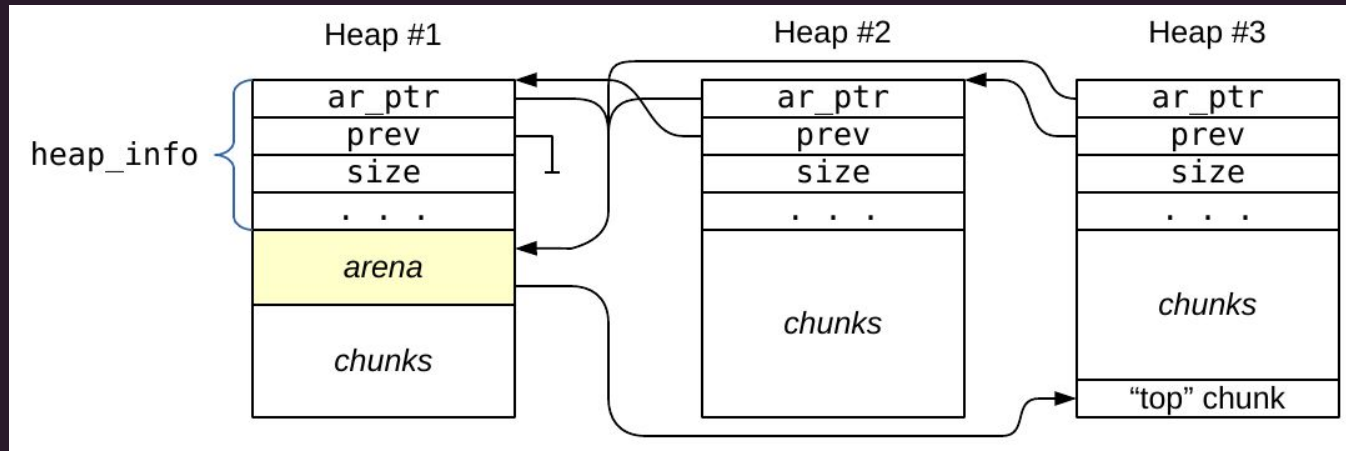 Heap #1
Heap #2
Heap #3
heap_info
ar_ptr
prev
size
. . .
arena
chunks
ar_ptr
prev
size
. . .
chunks
ar_ptr
prev
size
. . .
chunks
“top” chunk